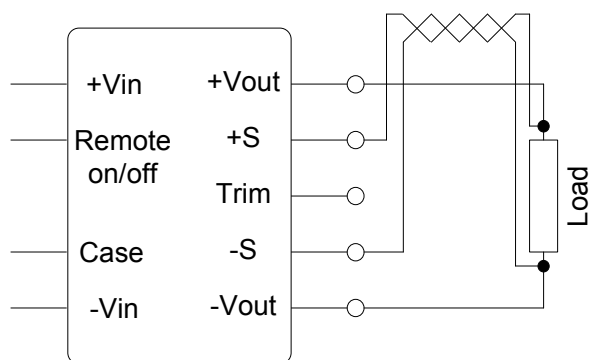 +Vin
+Vout
Remote
on/off
+S
Trim
Case
-S
-Vin
-Vout
Load